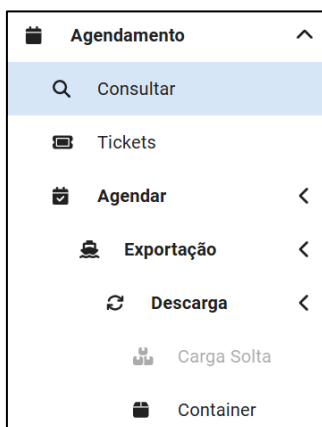 Agendamento
Consultar
Tickets
Agendar
Exportação
Descarga
Carga Solta
Container